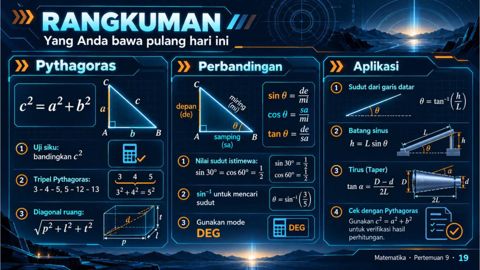 RANGKUMAN
Yang Anda bawa pulang hari ini
Pythagoras
c² = a² + b²
C
a
c
A
b
B
1 Uji siku:
bandingkan c²
2 Tripel Pythagoras:
3 - 4 - 5, 5 - 12 - 13
3 4 5
3² + 4² = 5²
3 Diagonal ruang:
√p² + l² + t²
d
t
l
p
Perbandingan
C
depan
(de)
miring
(mi)
θ
A
B
samping
(sa)
sin θ = de/mi
cos θ = sa/mi
tan θ = de/sa
1 Nilai sudut istimewa:
sin 30° = cos 60° = 1/2
sin 30° = 1/2
cos 60° = 1/2
2 sin⁻¹ untuk mencari
sudut
θ = sin⁻¹(3/5)
3 Gunakan mode
DEG
DEG
Aplikasi
1 Sudut dari garis datar
θ
θ = tan⁻¹(h/L)
2 Batang sinus
h = L sin θ
L
θ
h
3 Tirus (Taper)
tan α = D − d/2L
D
α
d
2L
4 Cek dengan Pythagoras
Gunakan c² = a² + b²
untuk verifikasi hasil
perhitungan.
Matematika • Pertemuan 9 • 19